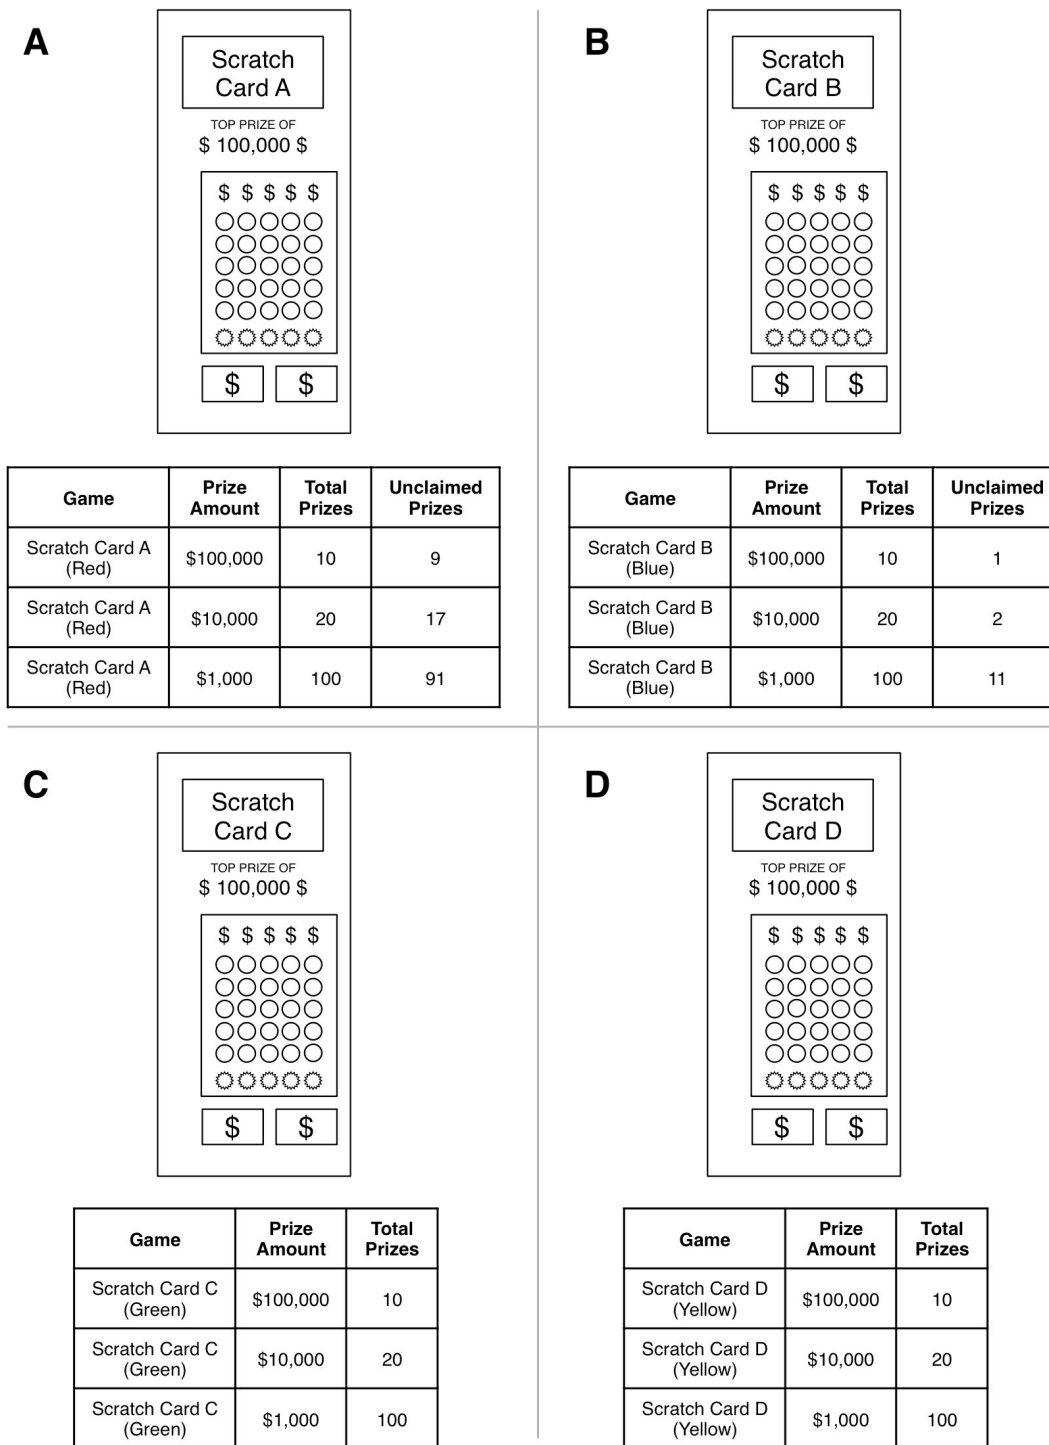 A
Scratch
Card A
TOP PRIZE OF
$ 100,000 $
$ $ $ $ $
$ $
Game Prize Amount Total Prizes Unclaimed Prizes
Scratch Card A (Red) $100,000 10 9
Scratch Card A (Red) $10,000 20 17
Scratch Card A (Red) $1,000 100 91
B
Scratch
Card B
TOP PRIZE OF
$ 100,000 $
$ $ $ $ $
$ $
Game Prize Amount Total Prizes Unclaimed Prizes
Scratch Card B (Blue) $100,000 10 1
Scratch Card B (Blue) $10,000 20 2
Scratch Card B (Blue) $1,000 100 11
C
Scratch
Card C
TOP PRIZE OF
$ 100,000 $
$ $ $ $ $
$ $
Game Prize Amount Total Prizes
Scratch Card C (Green) $100,000 10
Scratch Card C (Green) $10,000 20
Scratch Card C (Green) $1,000 100
D
Scratch
Card D
TOP PRIZE OF
$ 100,000 $
$ $ $ $ $
$ $
Game Prize Amount Total Prizes
Scratch Card D (Yellow) $100,000 10
Scratch Card D (Yellow) $10,000 20
Scratch Card D (Yellow) $1,000 100